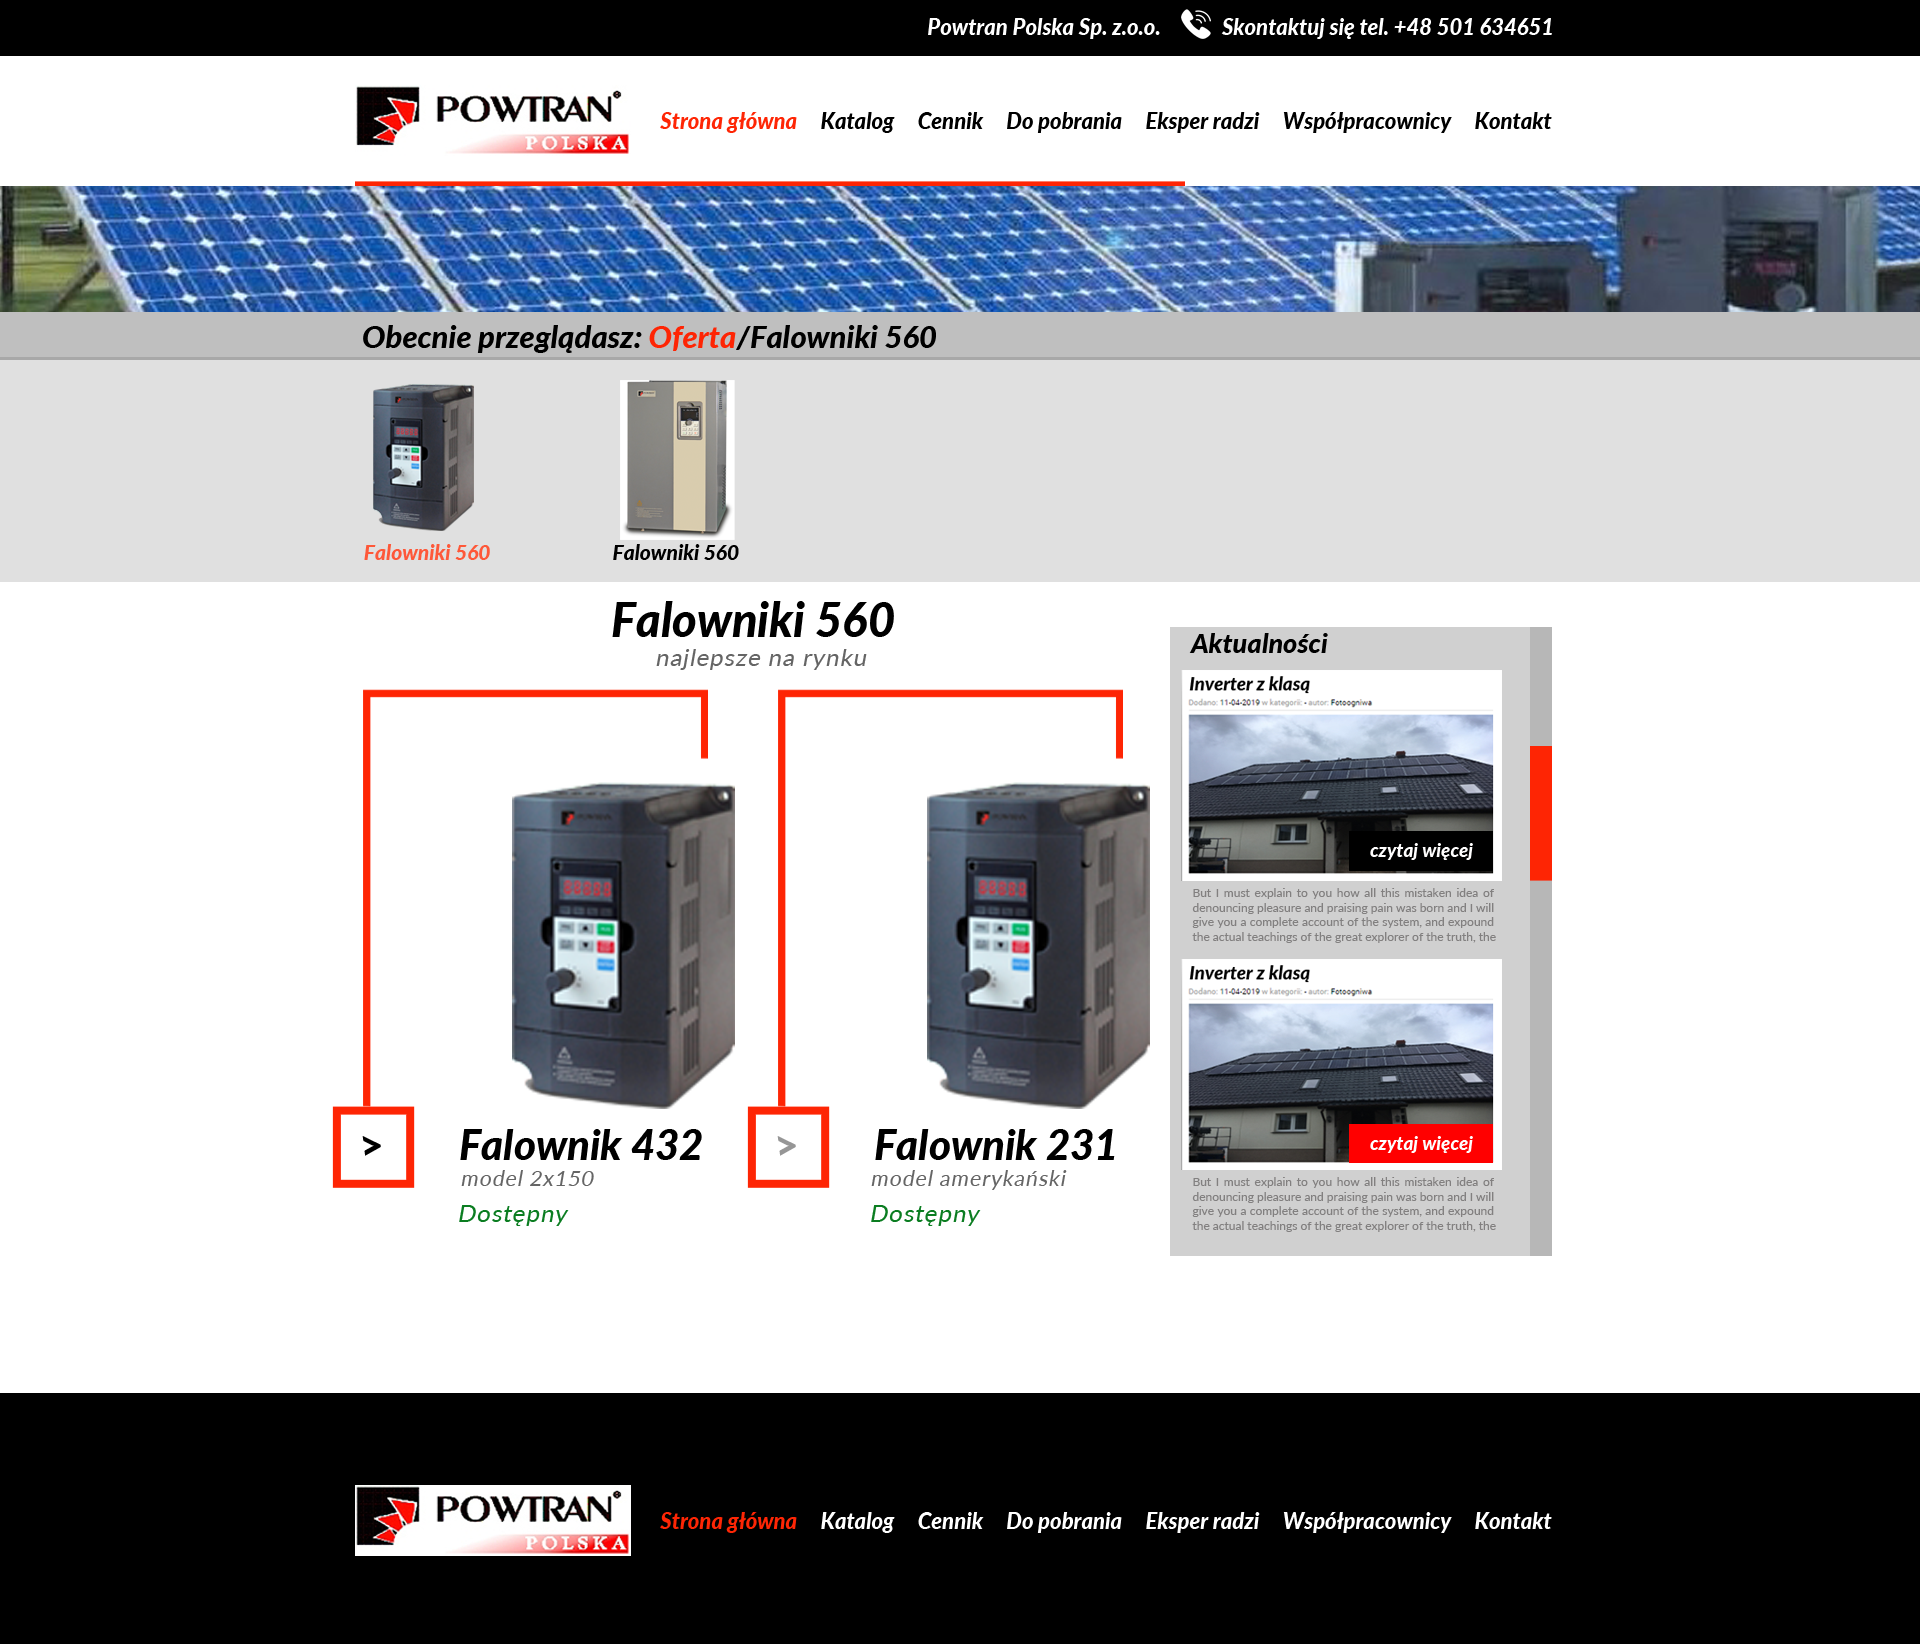 Powtran Polska Sp. z.o.o. Skontaktuj się tel. +48 501 634651
POWTRAN
POLSKA
Strona główna Katalog Cennik Do pobrania Eksper radzi Współpracownicy Kontakt
Obecnie przeglądasz: Oferta/Falowniki 560
Falowniki 560
Falowniki 560
Falowniki 560
najlepsze na rynku
>
Falownik 432
model 2x150
Dostępny
>
Falownik 231
model amerykański
Dostępny
Aktualności
Inverter z klasą
Dodano: 11-04-2019 w kategorii: - autor: Fotoogniwa
czytaj więcej
But I must explain to you how all this mistaken idea of
denouncing pleasure and praising pain was born and I will
give you a complete account of the system, and expound
the actual teachings of the great explorer of the truth, the
Inverter z klasą
Dodano: 11-04-2019 w kategorii: - autor: Fotoogniwa
czytaj więcej
But I must explain to you how all this mistaken idea of
denouncing pleasure and praising pain was born and I will
give you a complete account of the system, and expound
the actual teachings of the great explorer of the truth, the
POWTRAN
POLSKA
Strona główna Katalog Cennik Do pobrania Eksper radzi Współpracownicy Kontakt